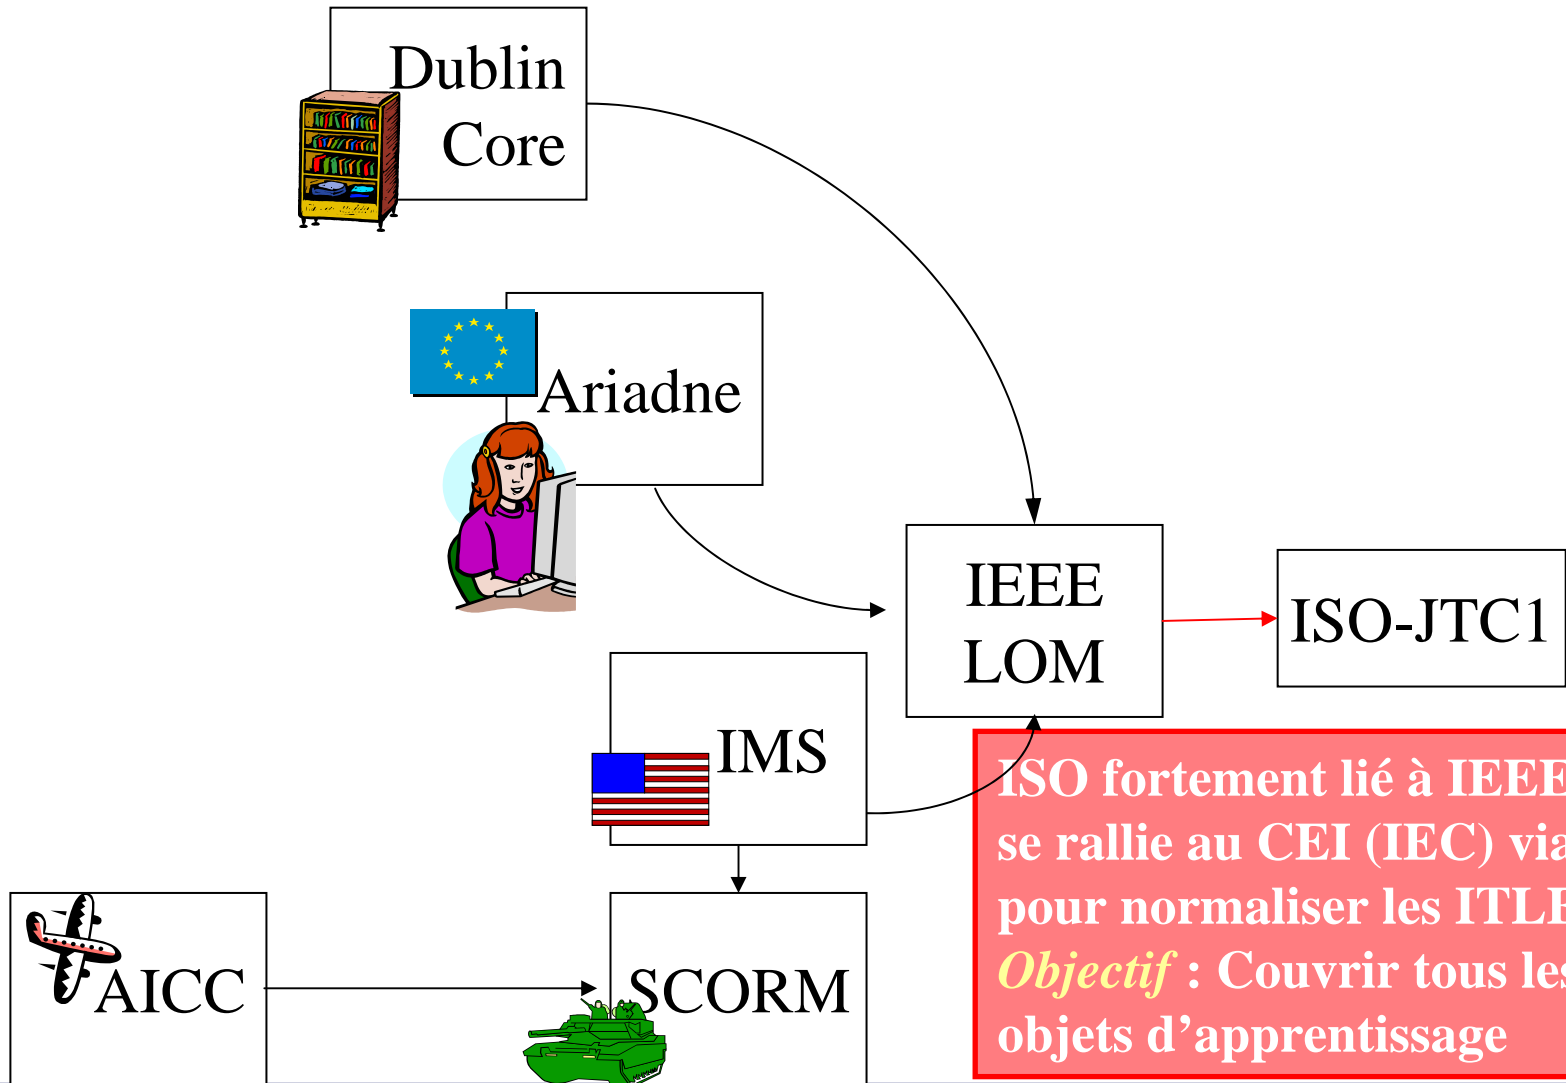 Dublin
Core
Ariadne
IEEE
LOM
ISO-JTC1
IMS
AICC
SCORM
ISO fortement lié à IEEE
se rallie au CEI (IEC) via
pour normaliser les ITLE
Objectif : Couvrir tous les
objets d’apprentissage